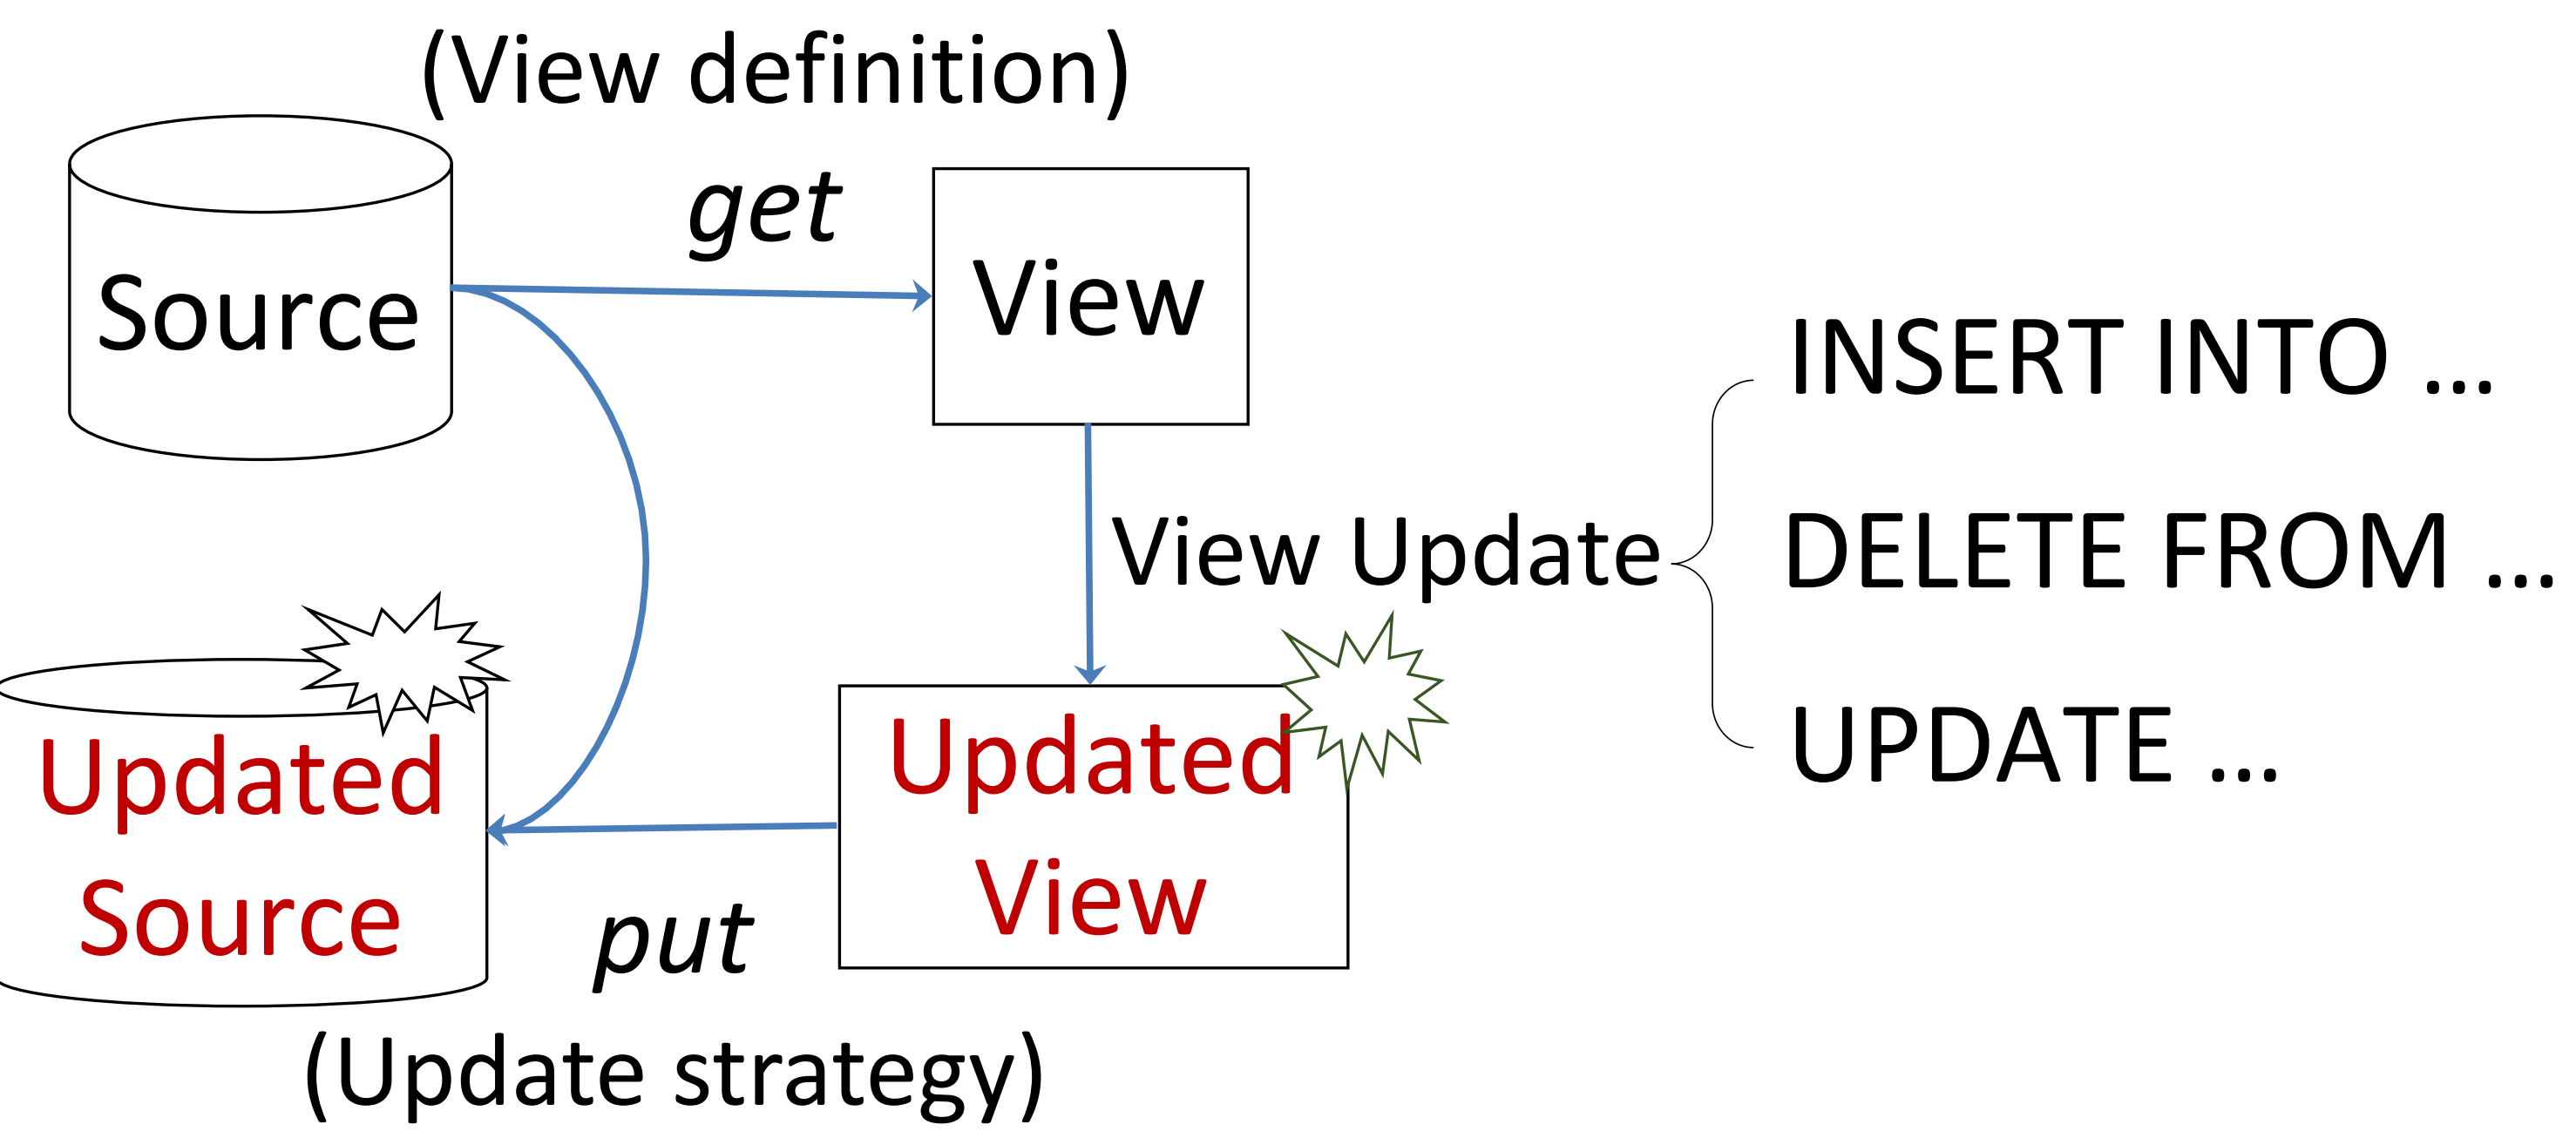 (View definition)
get
Source
View
INSERT INTO ...
View Update
DELETE FROM ...
UPDATE ...
Updated
Source
Updated
View
put
(Update strategy)